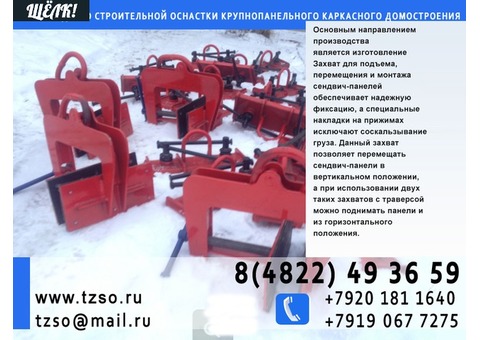 ЩЁЛК!
О СТРОИТЕЛЬНОЙ ОСНАСТКИ КРУПНОПАНЕЛЬНОГО КАРКАСНОГО ДОМОСТРОЕНИЯ
Основным направлением
производства
является изготовление
Захват для подъема,
перемещения и монтажа
сендвич-панелей
обеспечивает надежную
фиксацию, а специальные
накладки на прижимах
исключают соскальзывание
груза. Данный захват
позволяет перемещать
сендвич-панели в
вертикальном положении,
а при использовании двух
таких захватов с траверсой
можно поднимать панели и
из горизонтального
положения.
8(4822) 49 36 59
www.tzso.ru
+7920 181 1640
tzso@mail.ru
+7919 067 7275